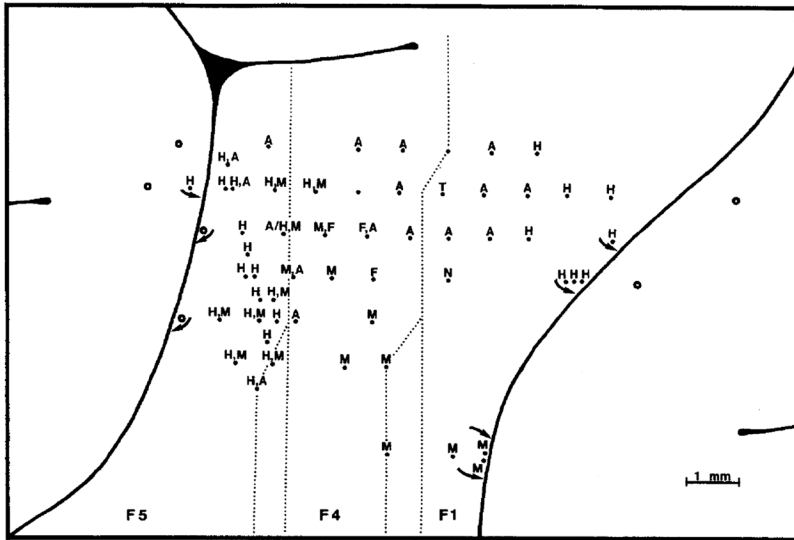 A A A A H
H,A
H H H,A H,M H,M A T A A H H
H A/H,M M,F F,A A A A H H
H
H H M,A M F N H H H
H H,M
H,M H,M H A M
H
H,M H,M M M
H,A
M M M
M
1 mm
F5 F4 F1